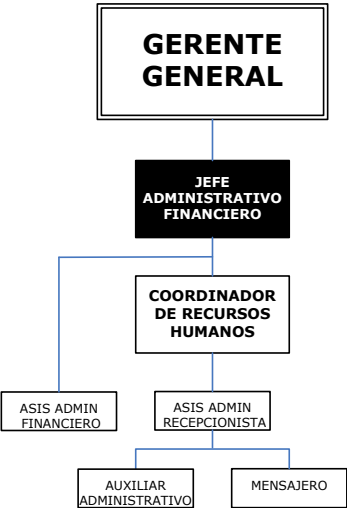 GERENTE
GENERAL
JEFE
ADMINISTRATIVO
FINANCIERO
COORDINADOR
DE RECURSOS
HUMANOS
ASIS ADMIN
FINANCIERO
ASIS ADMIN
RECEPCIONISTA
AUXILIAR
ADMINISTRATIVO
MENSAJERO